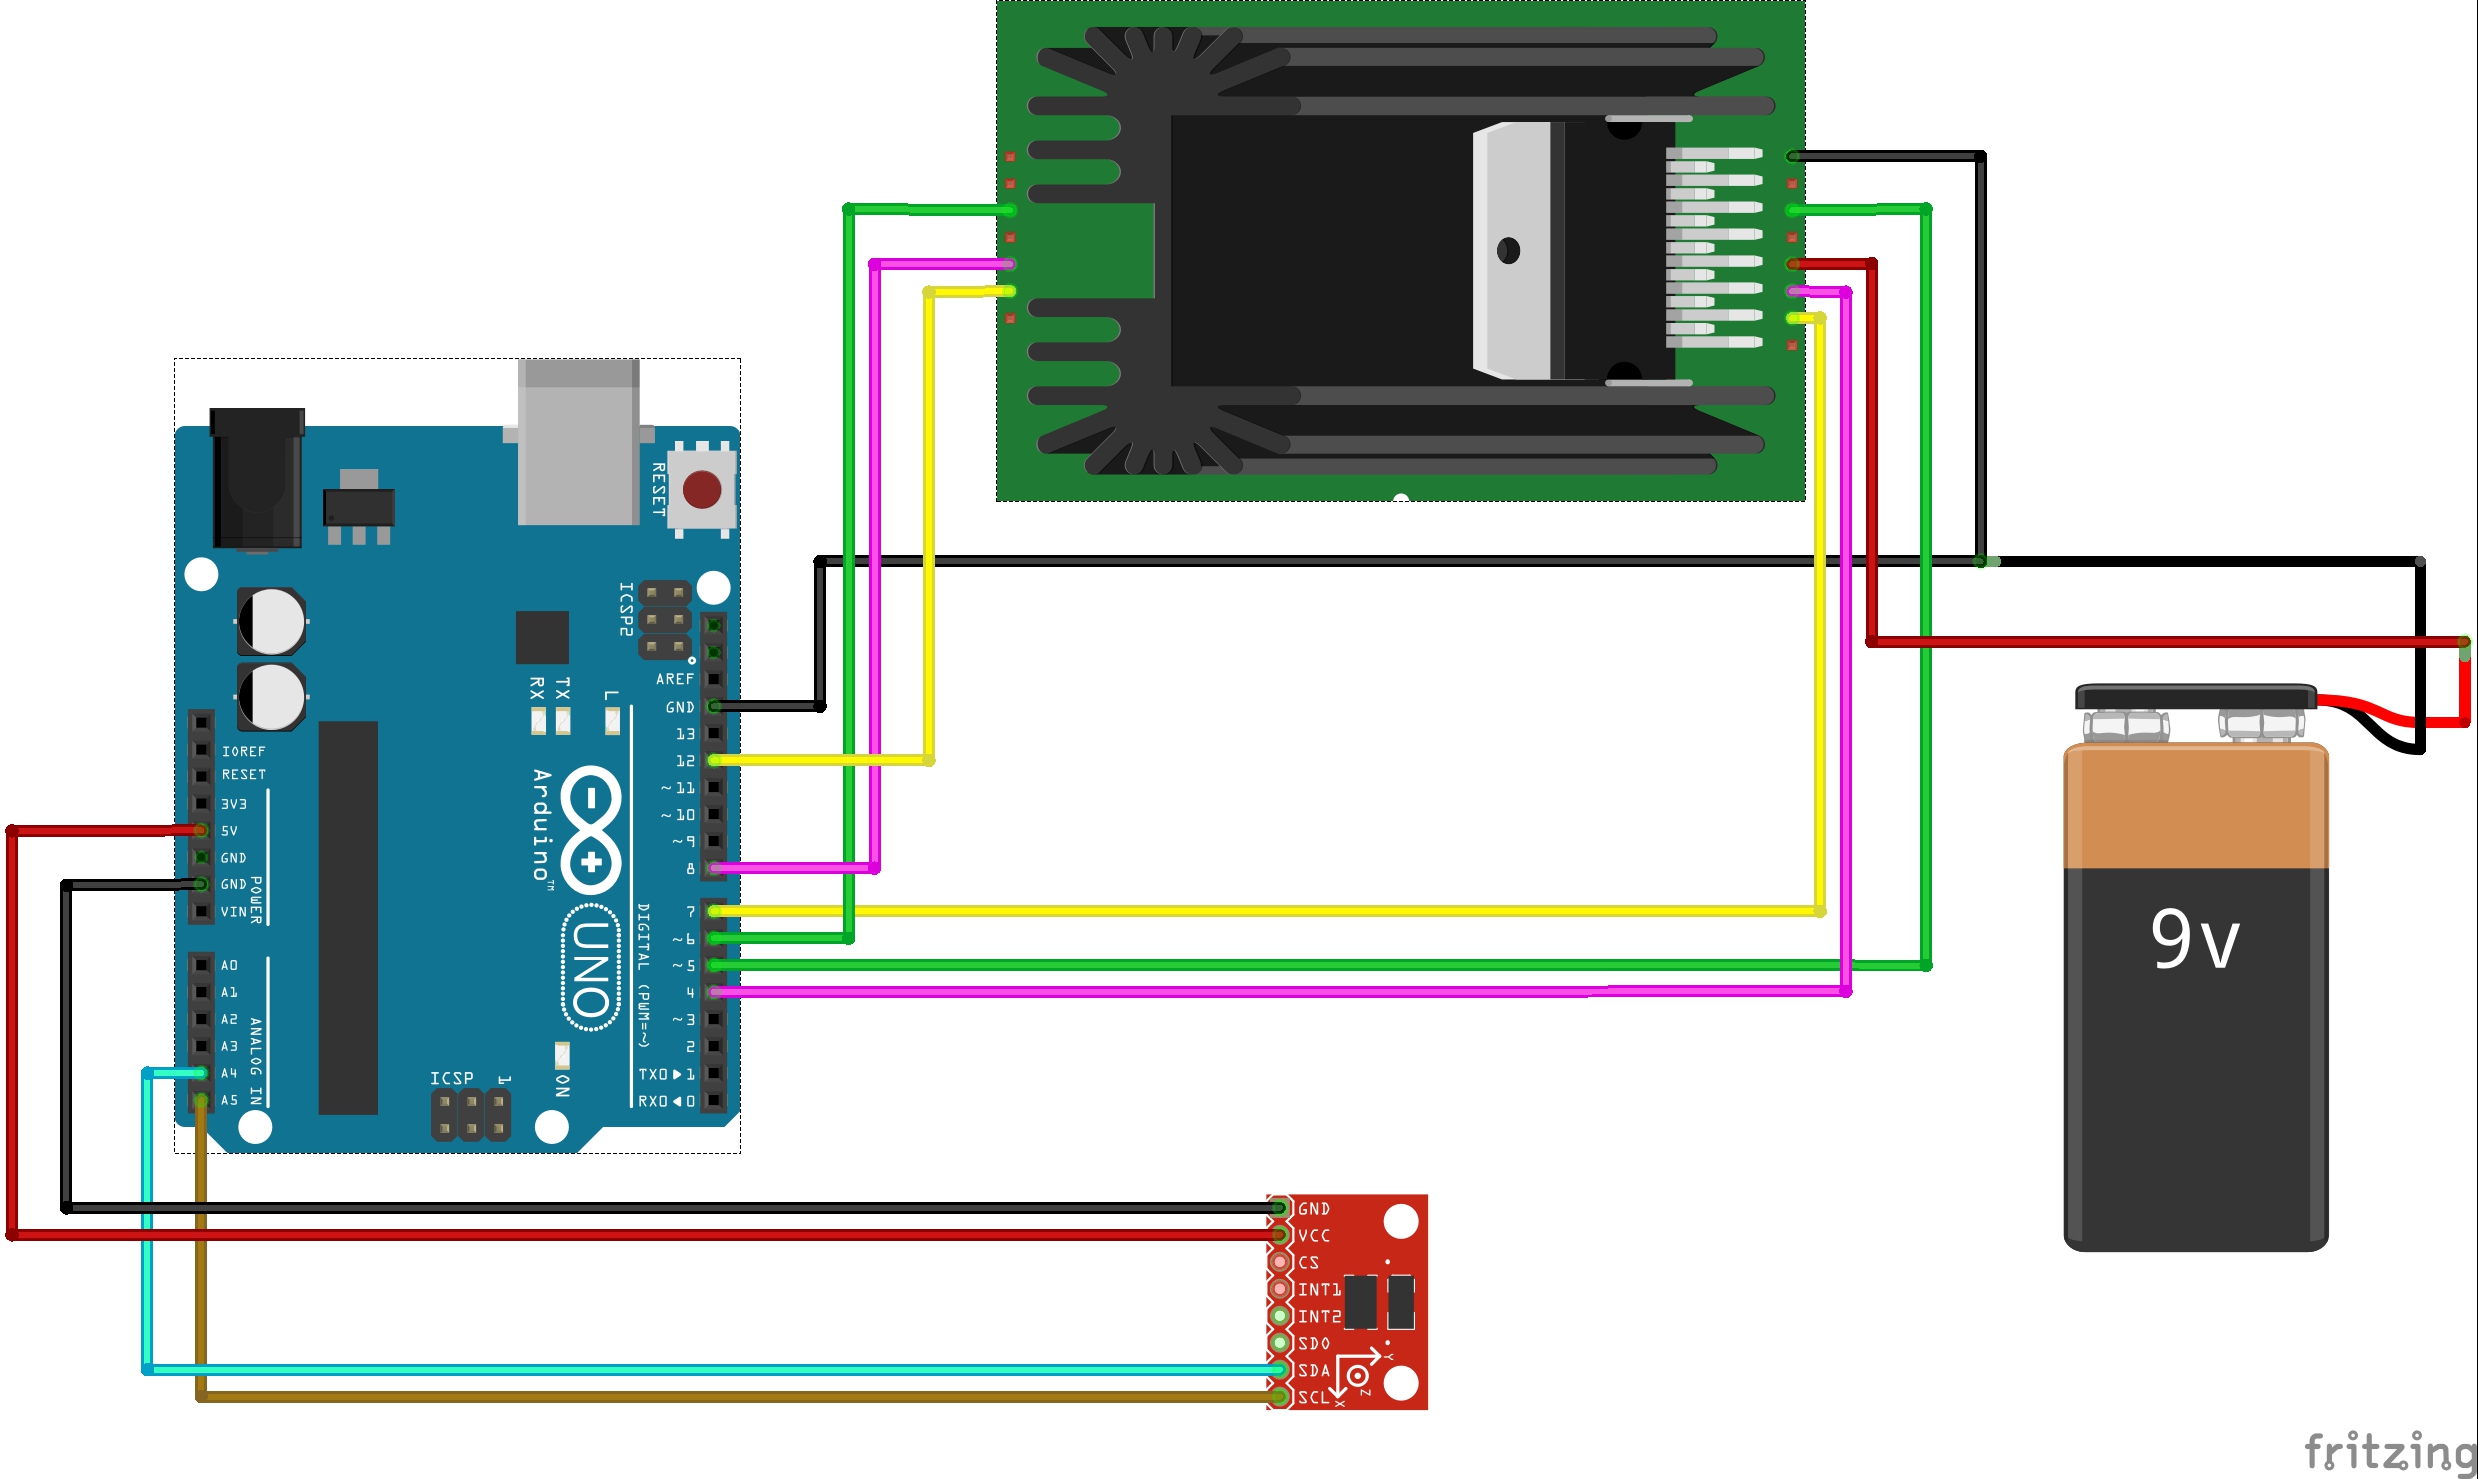 RESET
ICSP2
AREF
GND
13
12
~11
~10
~9
8
7
~6
~5
4
~3
2
TX0▶1
RX0◀0
RX
TX
L
IOREF
RESET
3V3
5V
GND
GND
VIN
POWER
A0
A1
A2
A3
A4
A5
ANALOG IN
Arduino™
UNO
DIGITAL (PWM=~)
ICSP
1
ON
9v
GND
VCC
CS
INT1
INT2
SDO
SDA
SCL
Y
Z
X
fritzing